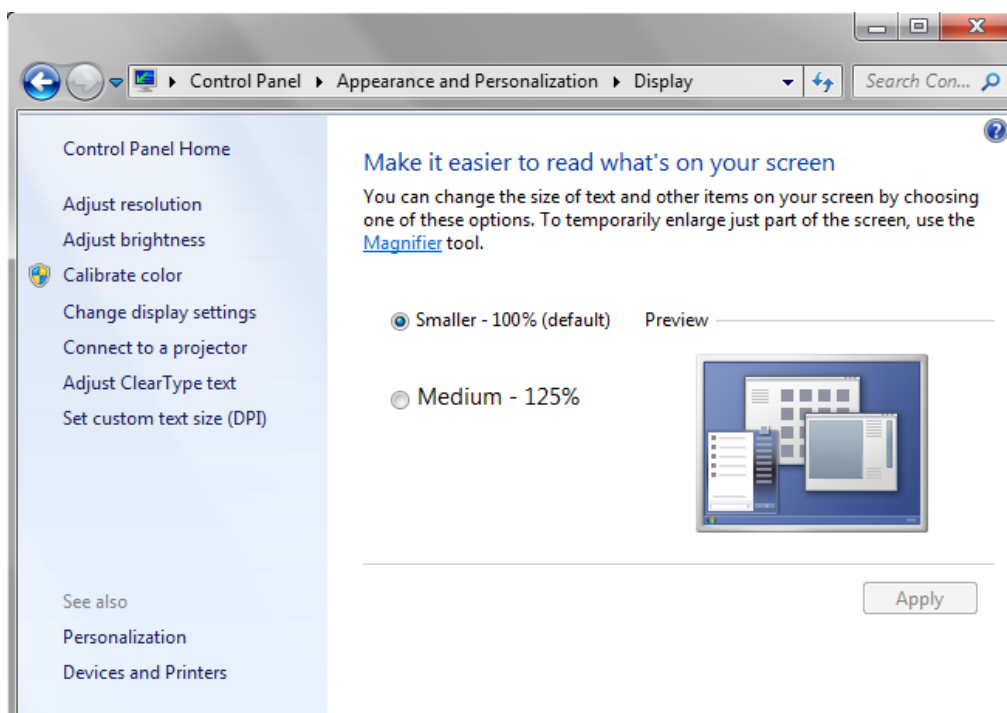 Control Panel Appearance and Personalization Display
Search Con...
Control Panel Home
Adjust resolution
Adjust brightness
Calibrate color
Change display settings
Connect to a projector
Adjust ClearType text
Set custom text size (DPI)
See also
Personalization
Devices and Printers
Make it easier to read what's on your screen
You can change the size of text and other items on your screen by choosing
one of these options. To temporarily enlarge just part of the screen, use the
Magnifier tool.
Smaller - 100% (default)
Preview
Medium - 125%
Apply